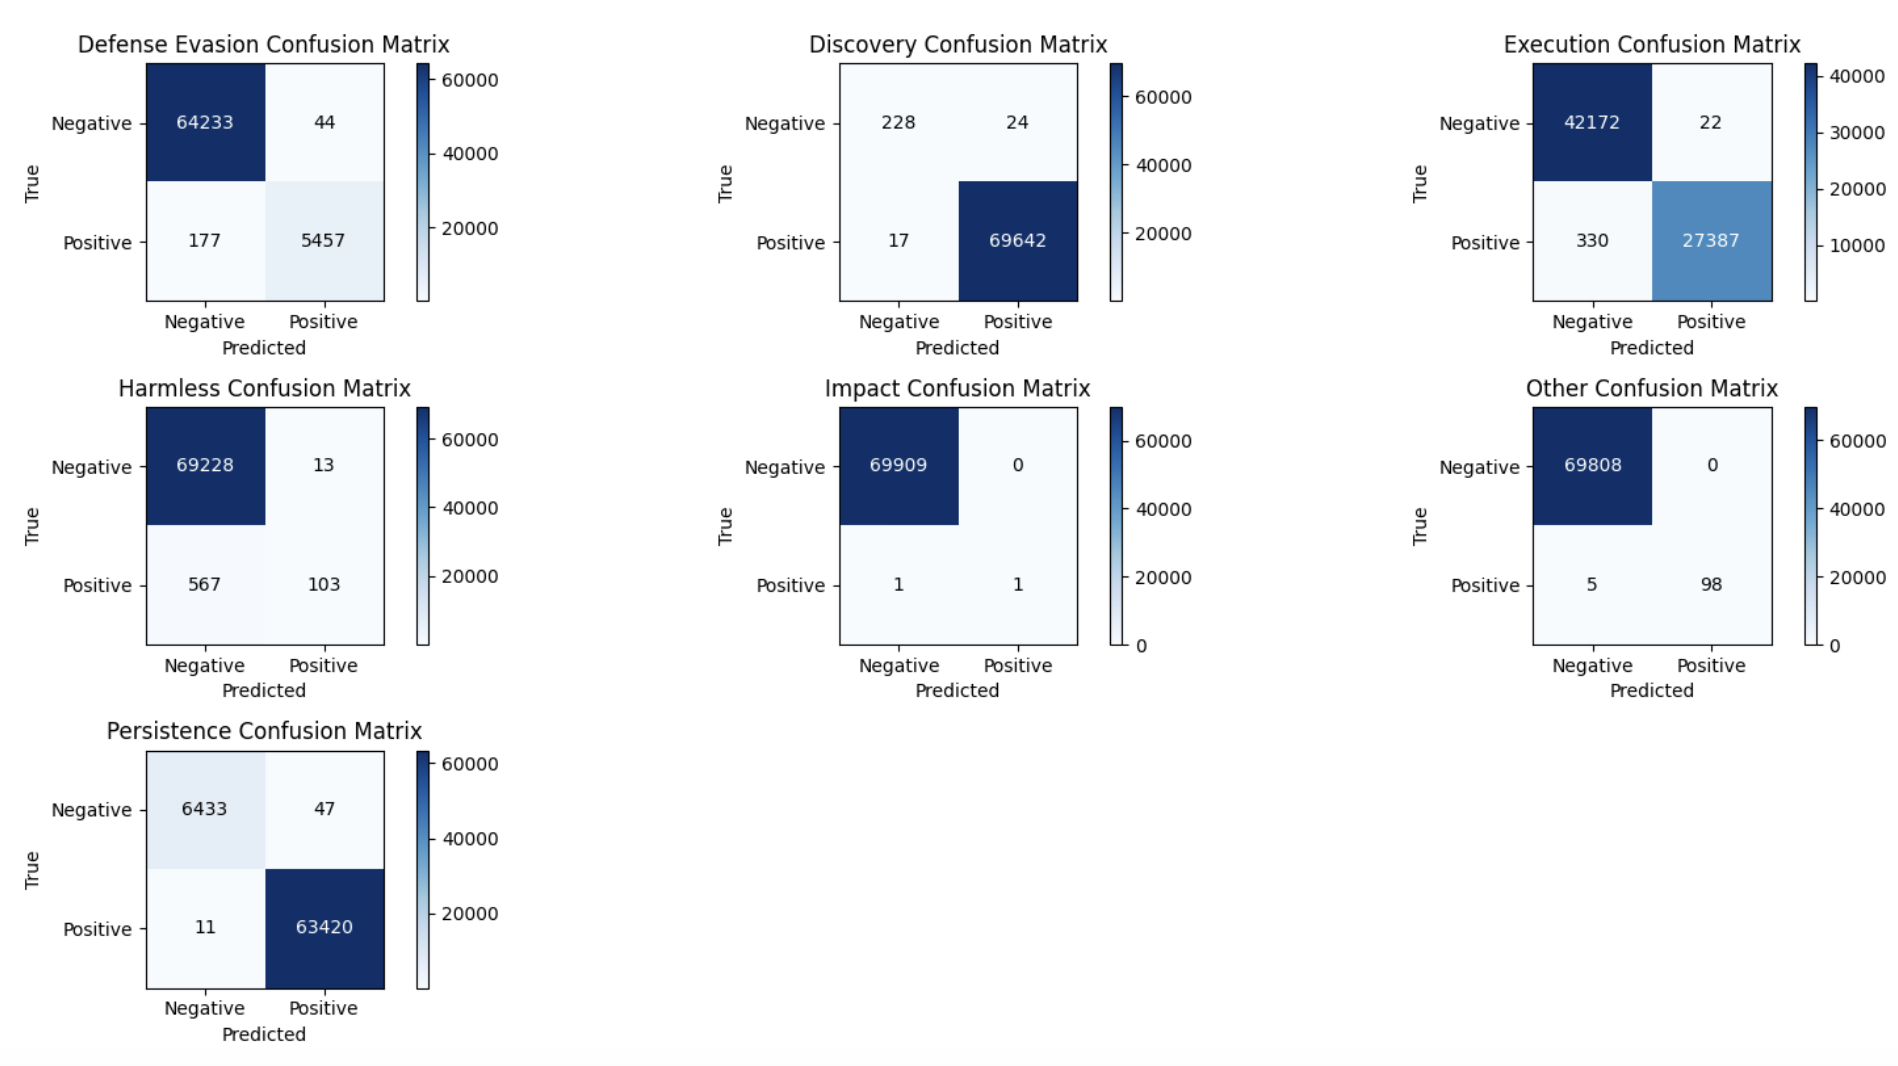 Defense Evasion Confusion Matrix
Negative
Positive
True
64233 44
177 5457
Negative Positive
Predicted
60000
40000
20000
Discovery Confusion Matrix
Negative
Positive
True
228 24
17 69642
Negative Positive
Predicted
60000
40000
20000
Execution Confusion Matrix
Negative
Positive
True
42172 22
330 27387
Negative Positive
Predicted
40000
30000
20000
10000
Harmless Confusion Matrix
Negative
Positive
True
69228 13
567 103
Negative Positive
Predicted
60000
40000
20000
Impact Confusion Matrix
Negative
Positive
True
69909 0
1 1
Negative Positive
Predicted
60000
40000
20000
0
Other Confusion Matrix
Negative
Positive
True
69808 0
5 98
Negative Positive
Predicted
60000
40000
20000
0
Persistence Confusion Matrix
Negative
Positive
True
6433 47
11 63420
Negative Positive
Predicted
60000
40000
20000